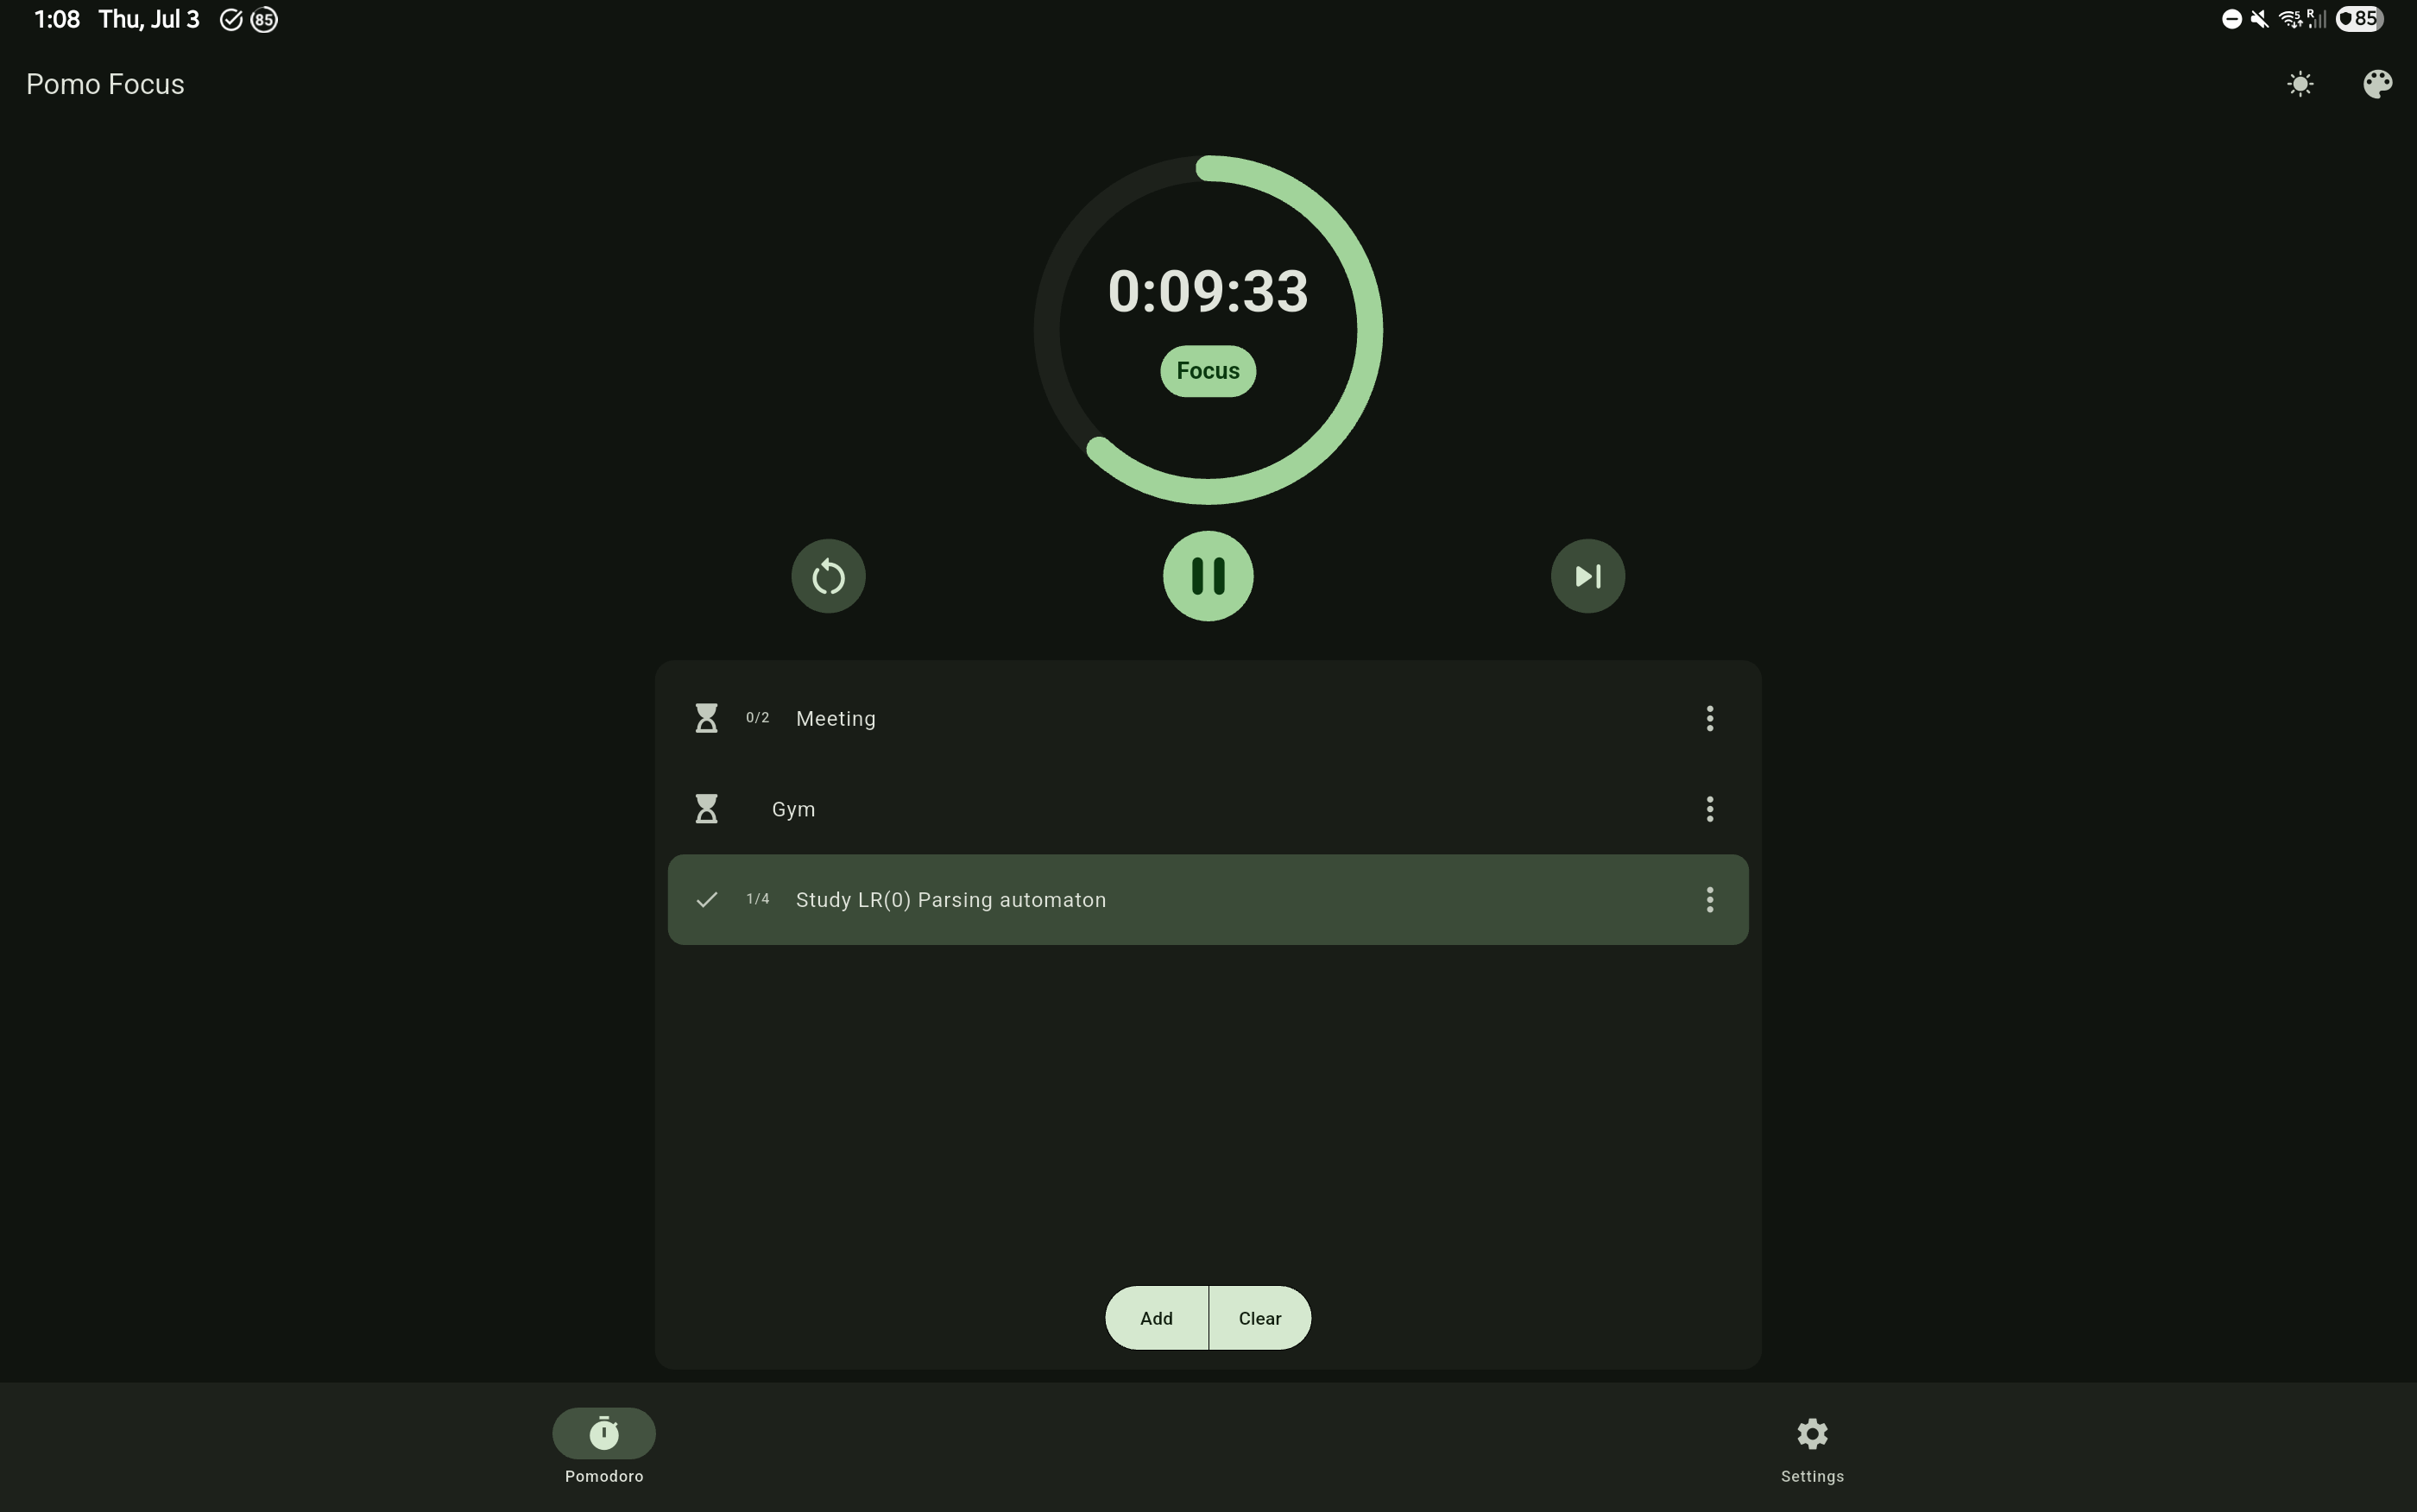 1:08 Thu, Jul 3 85 5 R 85
Pomo Focus
0:09:33
Focus
0/2 Meeting
Gym
1/4 Study LR(0) Parsing automaton
Add Clear
Pomodoro Settings